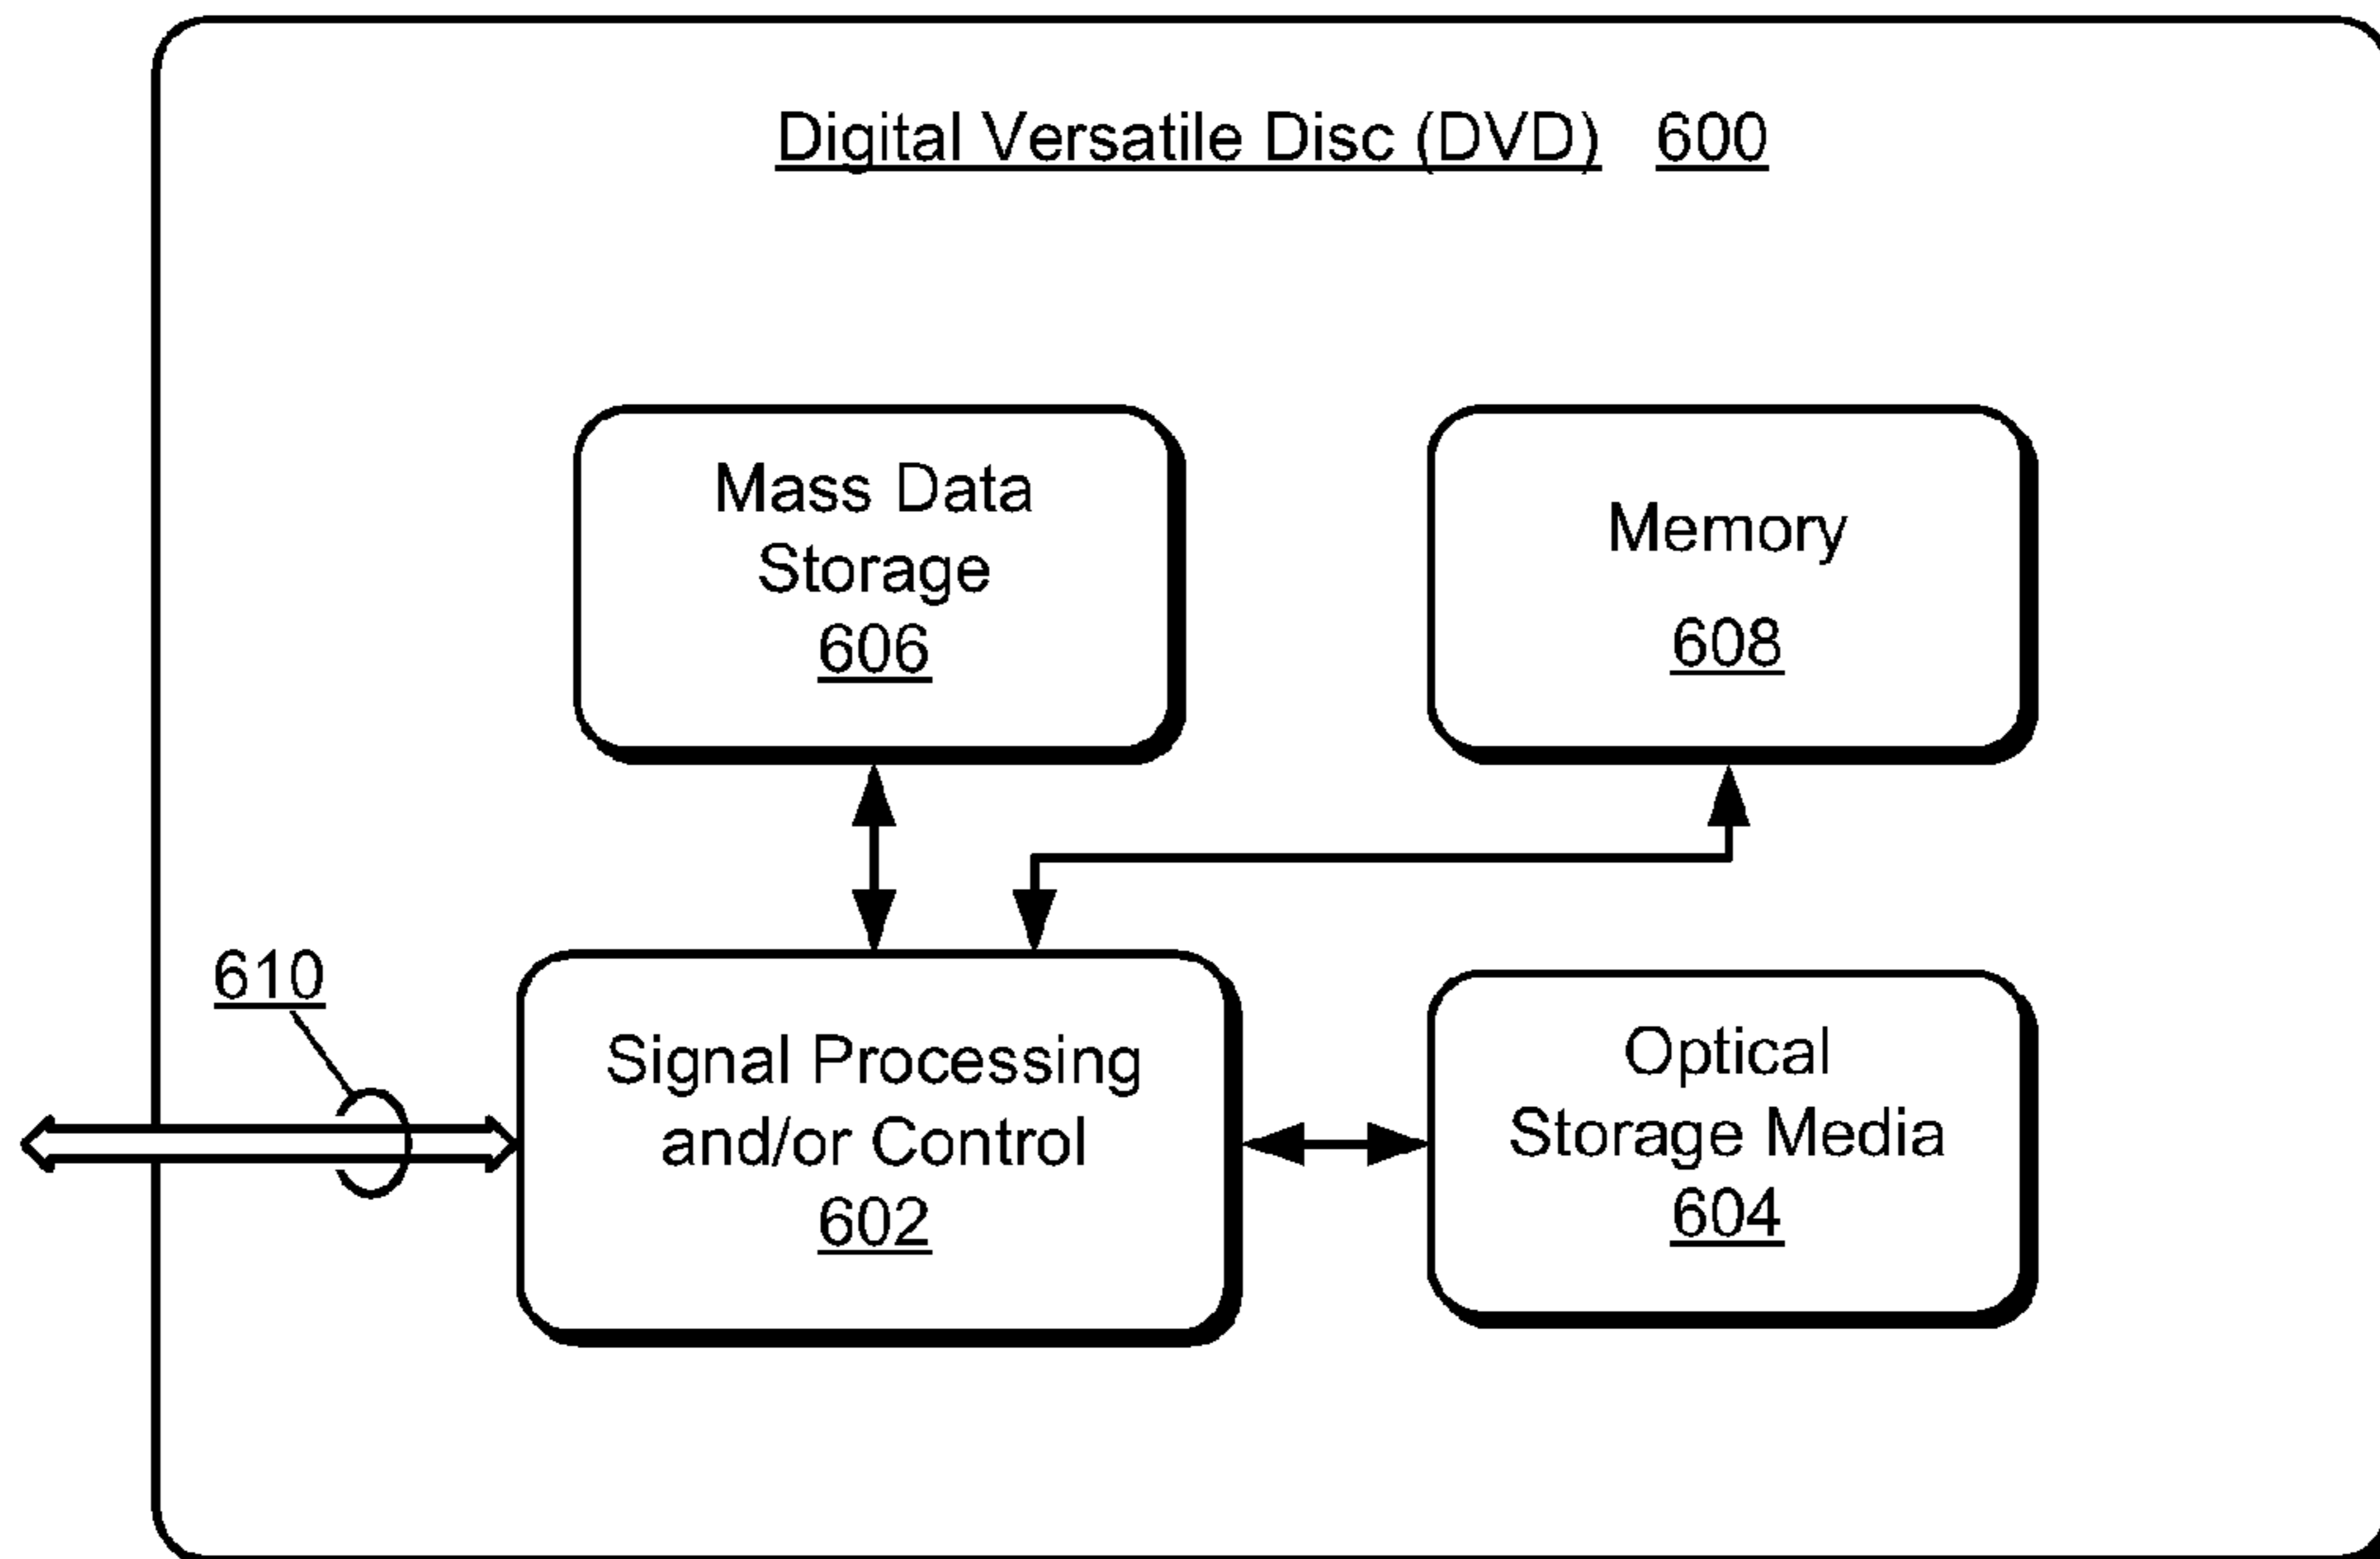 Digital Versatile Disc (DVD) 600
Mass Data
Storage
606
Memory
608
610
Signal Processing
and/or Control
602
Optical
Storage Media
604